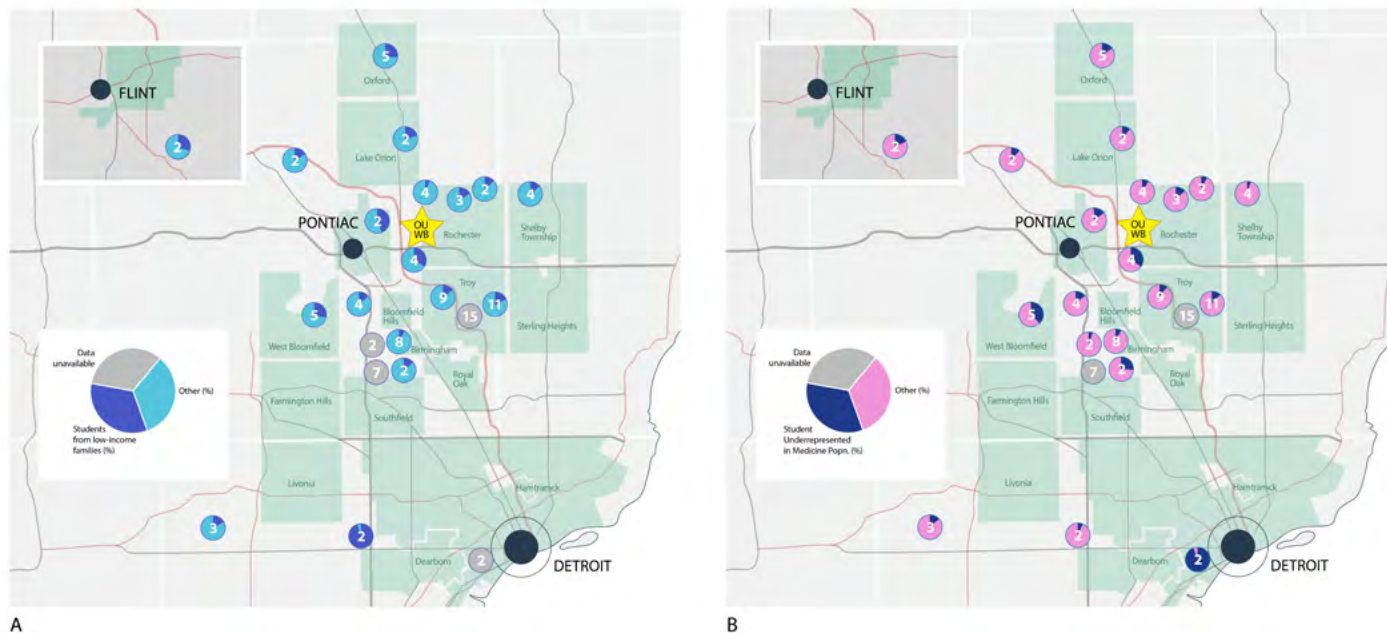 FLINT
2
5
Oxford
2
Lake Orion
2
4
3
2
4
PONTIAC
2
OU
WB
Rochester
Shelby
Township
4
Troy
9
11
15
4
5
Bloomfield
Hills
Sterling Heights
West Bloomfield
2
8
Birmingham
7
2
Royal
Oak
Farmington Hills
Southfield
Data
unavailable
Other (%)
Students
from low-income
families (%)
Livonia
Hamtramck
3
2
Dearborn
2
DETROIT
A
FLINT
2
5
Oxford
2
Lake Orion
2
4
3
2
4
PONTIAC
2
OU
WB
Rochester
Shelby
Township
4
Troy
9
11
15
4
5
Bloomfield
Hills
Sterling Heights
West Bloomfield
2
8
Birmingham
7
2
Royal
Oak
Farmington Hills
Southfield
Data
unavailable
Other (%)
Student
Underrepresented
in Medicine Popn. (%)
Livonia
Hamtramck
3
2
Dearborn
2
DETROIT
B